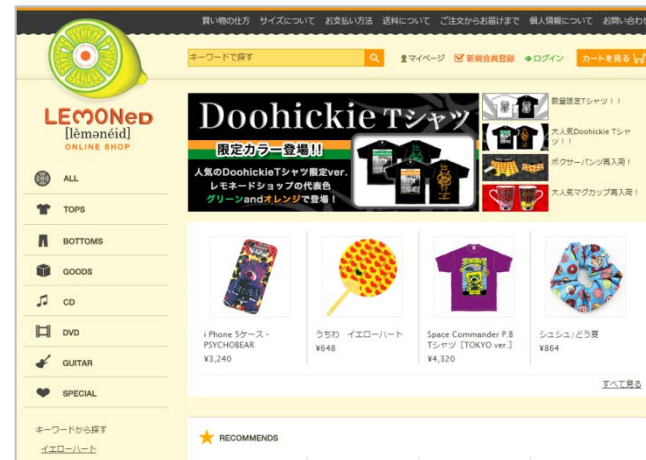 買い物の仕方 サイズについて お支払い方法 送料について ご注文からお届けまで 個人情報について お問い合わせ
キーワードで探す
マイページ 新規会員登録 ログイン カートを見る
LEMONeD
[lèmənéid]
ONLINE SHOP
ALL
TOPS
BOTTOMS
GOODS
CD
DVD
GUITAR
SPECIAL
キーワードから探す
イエローハート
Doohickie Tシャツ
限定カラー登場!!
人気のDoohickieTシャツ限定ver.
レモネードショップの代表色
グリーンandオレンジで登場!
数量限定Tシャツ!!
大人気Doohickie Tシャ
ツ!!
ボクサーパンツ再入荷!
大人気マグカップ再入荷!
i Phone 5ケース・
PSYCHOBEAR
¥3,240
うちわ イエローハート
¥648
Space Commander P.B
Tシャツ [TOKYO ver.]
¥4,320
シュシュ/どう夏
¥864
すべて見る
RECOMMENDS